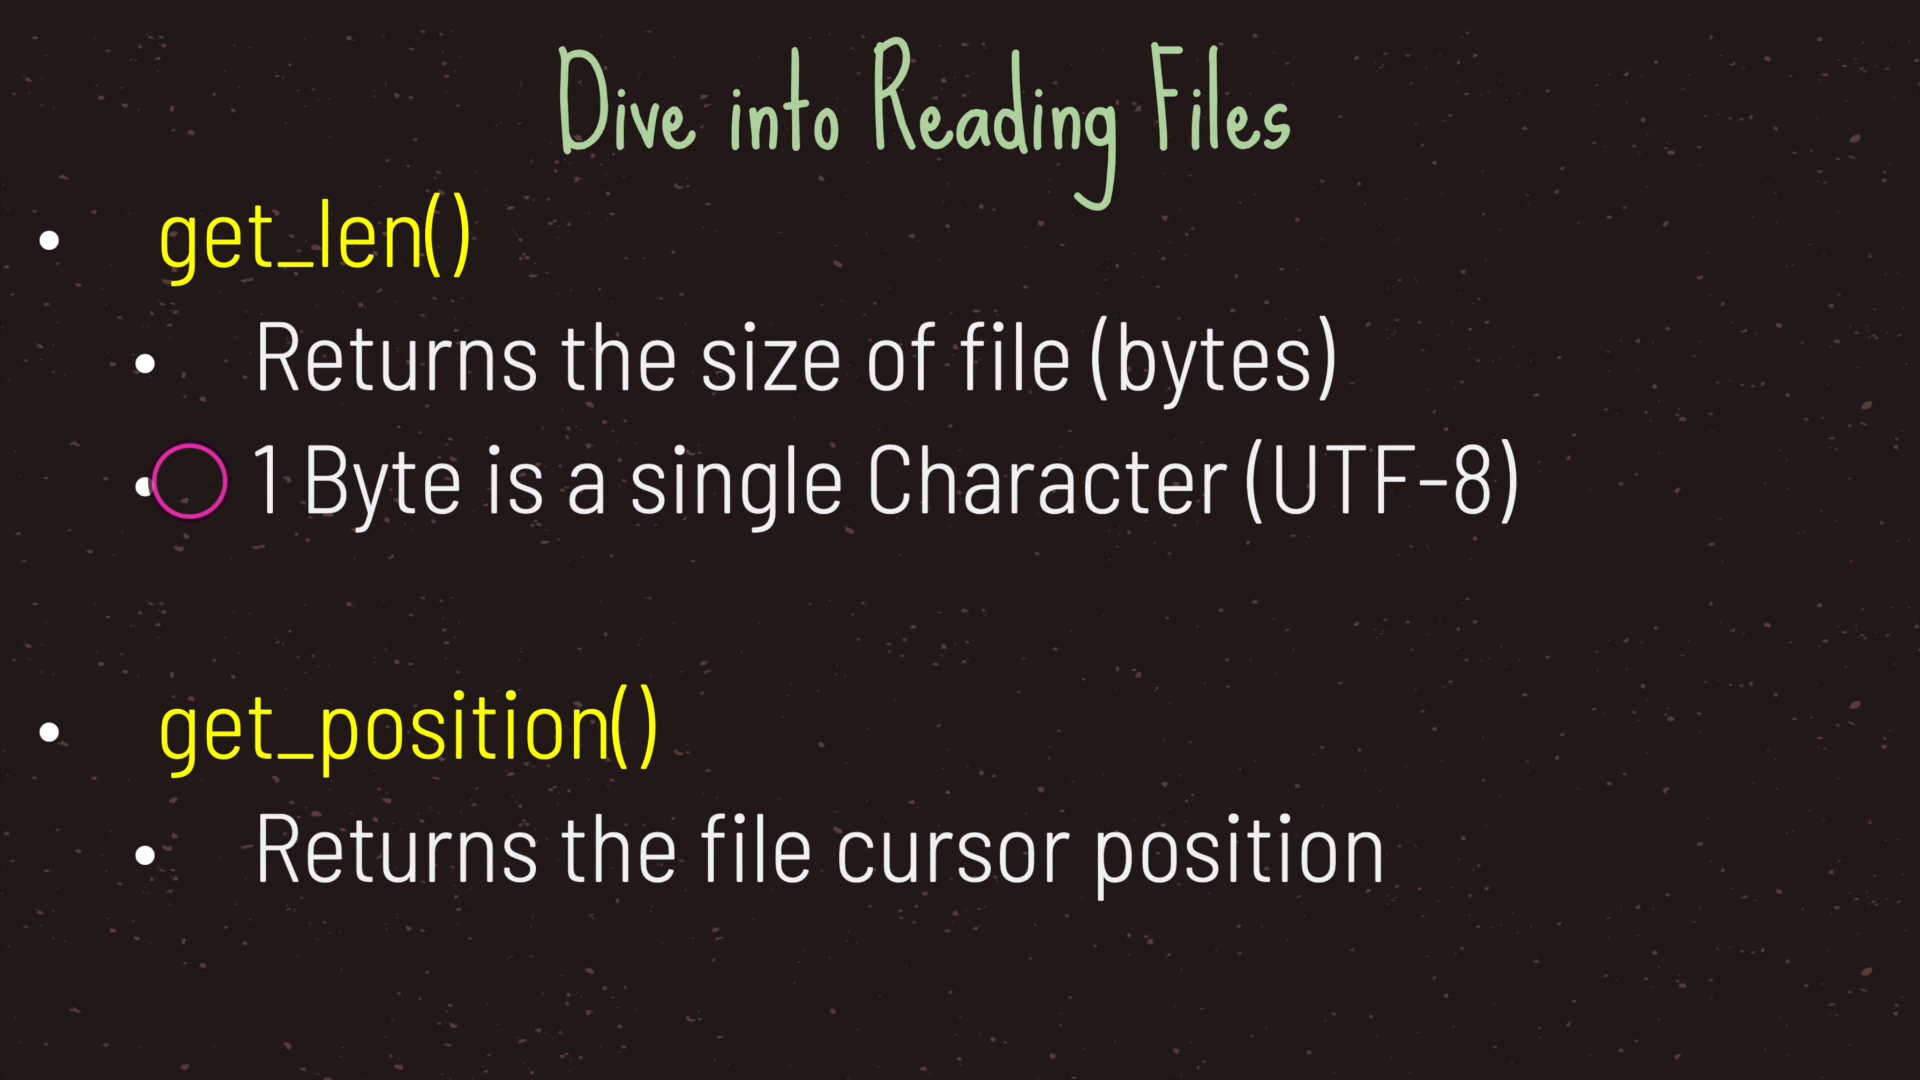 Dive into Reading Files
get_len()
Returns the size of file (bytes)
1 Byte is a single Character (UTF-8)
get_position()
Returns the file cursor position